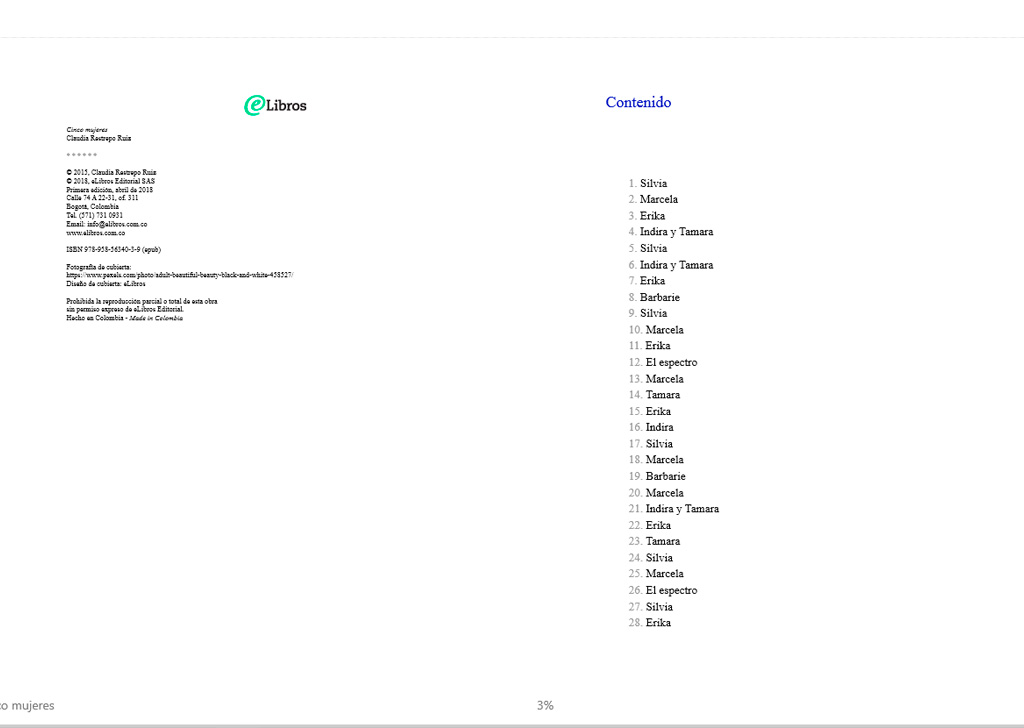 eLibros
Cinco mujeres
Claudia Restrepo Ruiz
* * * * * *
© 2015, Claudia Restrepo Ruiz
© 2018, eLibros Editorial SAS
Primera edición, abril de 2018
Calle 74 A 22-31, of. 311
Bogotá, Colombia
Tel. (571) 731 0931
Email: info@elibros.com.co
www.elibros.com.co
ISBN 978-958-56340-3-9 (epub)
Fotografía de cubierta:
https://www.pexels.com/photo/adult-beautiful-beauty-black-and-white-458527/
Diseño de cubierta: eLibros
Prohibida la reproducción parcial o total de esta obra
sin permiso expreso de eLibros Editorial.
Hecho en Colombia - Made in Colombia
Contenido
1. Silvia
2. Marcela
3. Erika
4. Indira y Tamara
5. Silvia
6. Indira y Tamara
7. Erika
8. Barbarie
9. Silvia
10. Marcela
11. Erika
12. El espectro
13. Marcela
14. Tamara
15. Erika
16. Indira
17. Silvia
18. Marcela
19. Barbarie
20. Marcela
21. Indira y Tamara
22. Erika
23. Tamara
24. Silvia
25. Marcela
26. El espectro
27. Silvia
28. Erika
co mujeres
3%